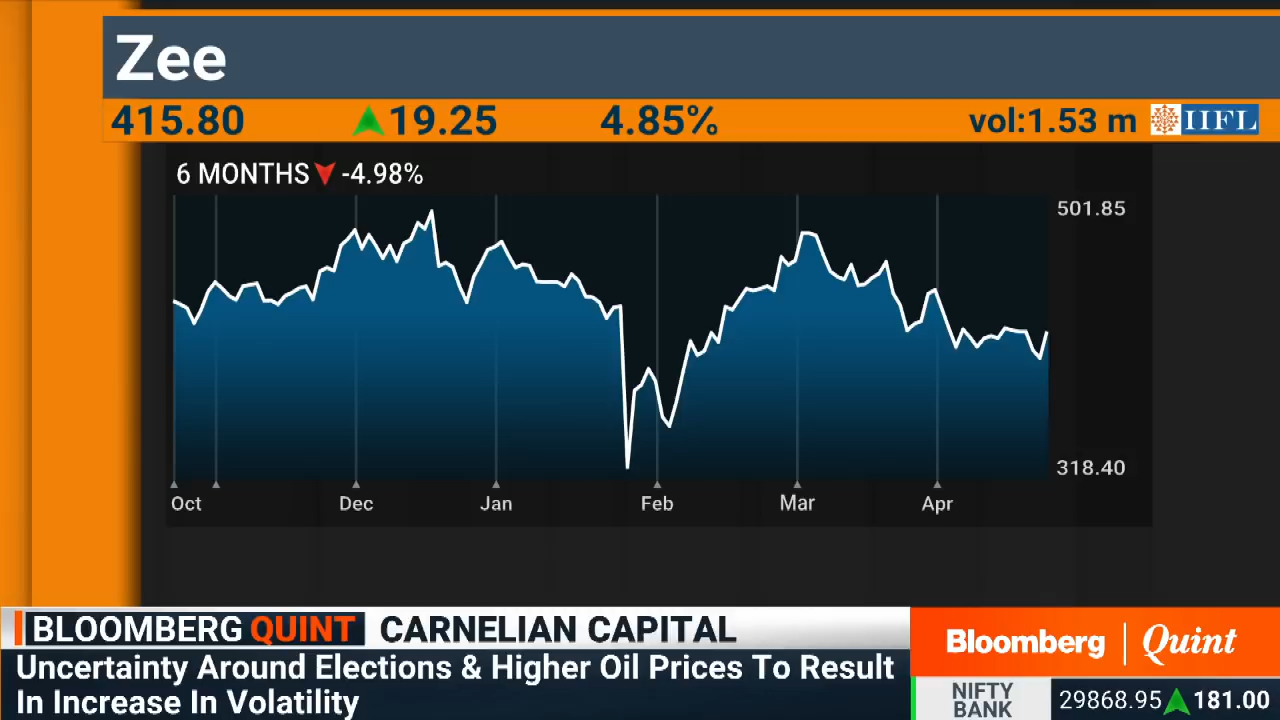 Zee
415.80 19.25 4.85% vol:1.53 m IIFL
6 MONTHS -4.98%
501.85
318.40
Oct Dec Jan Feb Mar Apr
BLOOMBERG QUINT CARNELIAN CAPITAL
Uncertainty Around Elections & Higher Oil Prices To Result
In Increase In Volatility
Bloomberg | Quint
NIFTY
BANK
29868.95 181.00